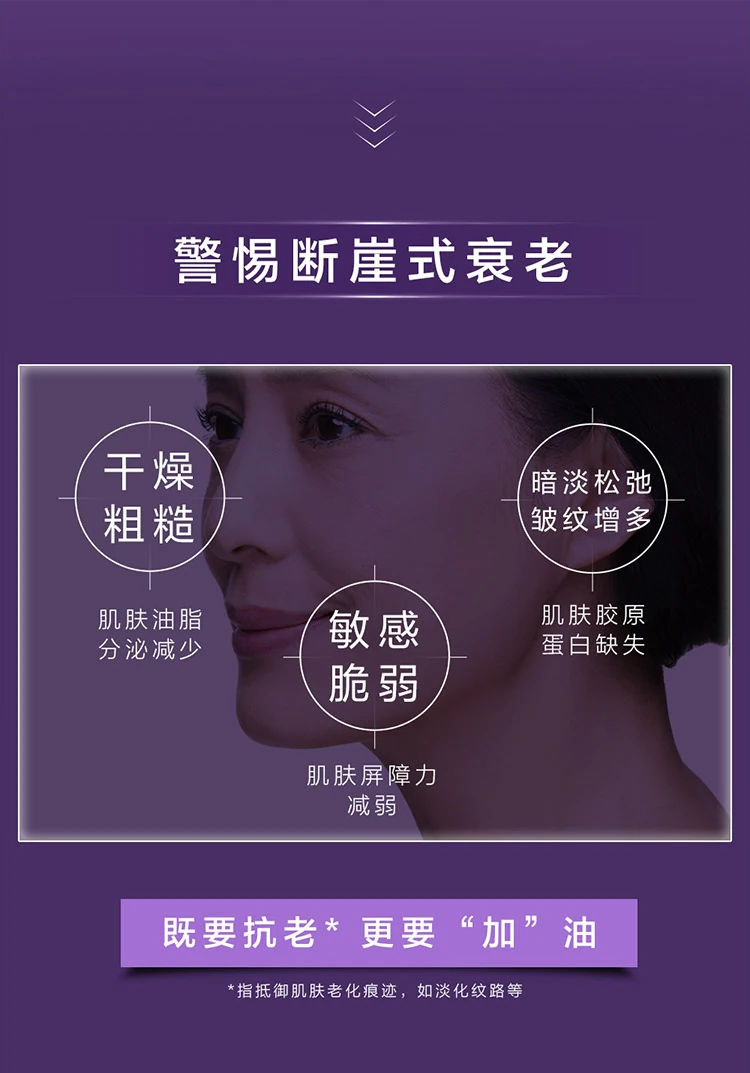 警惕断崖式衰老
干燥
粗糙
肌肤油脂
分泌减少
暗淡松弛
皱纹增多
肌肤胶原
蛋白缺失
敏感
脆弱
肌肤屏障力
减弱
既要抗老* 更要“加”油
*指抵御肌肤老化痕迹，如淡化纹路等